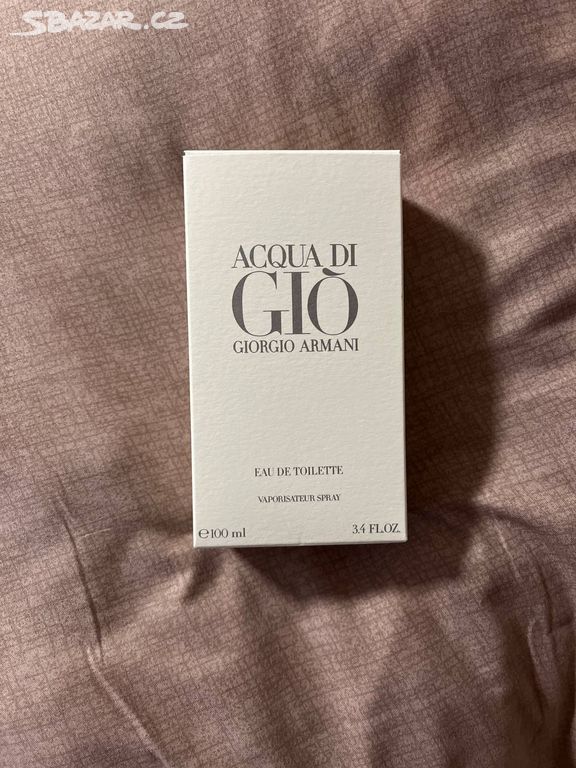 SBAZAR.CZ
ACQUA DI
GIÒ
GIORGIO ARMANI
EAU DE TOILETTE
VAPORISATEUR SPRAY
℮100 ml 3.4 FL.OZ.